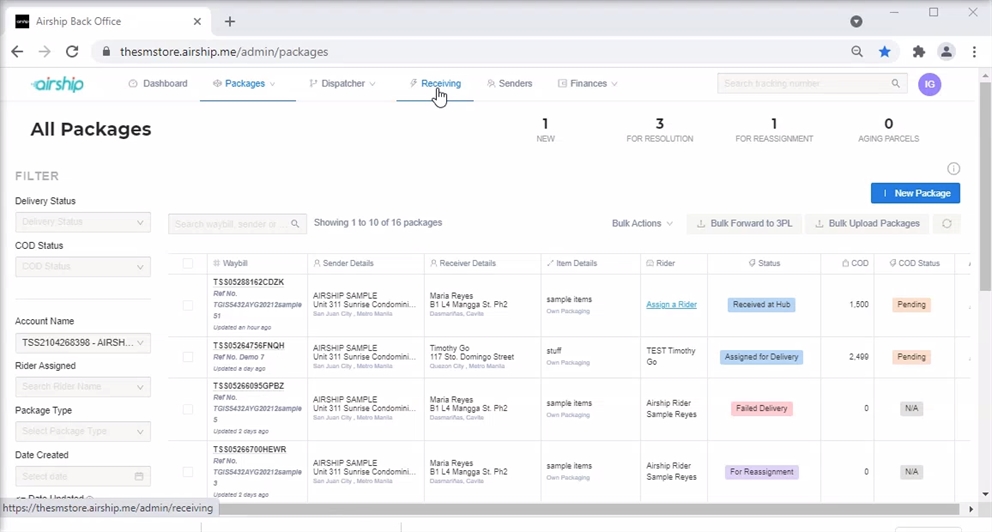 Airship Back Office
thesmstore.airship.me/admin/packages
airship
Dashboard
Packages
Dispatcher
Receiving
Senders
Finances
Search tracking number
IG
All Packages
1
NEW
3
FOR RESOLUTION
1
FOR REASSIGNMENT
0
AGING PARCELS
FILTER
New Package
Delivery Status
Delivery Status
COD Status
COD Status
Account Name
TSS2104268398 - AIRSH...
Rider Assigned
Search Rider Name...
Package Type
Select Package Type
Date Created
Select date
Date Updated
Search waybill, sender or ...
Showing 1 to 10 of 16 packages
Bulk Actions
Bulk Forward to 3PL
Bulk Upload Packages
Waybill
Sender Details
Receiver Details
Item Details
Rider
Status
COD
COD Status
TSS05288162CDZK
Ref No.
TGIS5432AYG20212sample
51
Updated an hour ago
AIRSHIP SAMPLE
Unit 311 Sunrise Condomini...
San Juan City , Metro Manila
Maria Reyes
B1 L4 Mangga St. Ph2
Dasmariñas, Cavite
sample items
Own Packaging
Assign a Rider
Received at Hub
1,500
Pending
TSS05264756FNQH
Ref No. Demo 7
Updated a day ago
AIRSHIP SAMPLE
Unit 311 Sunrise Condomini...
San Juan City , Metro Manila
Timothy Go
117 Sto. Domingo Street
Quezon City , Metro Manila
stuff
Own Packaging
TEST Timothy
Go
Assigned for Delivery
2,499
Pending
TSS05266095GPBZ
Ref No.
TGIS5432AYG20212sample
5
Updated 2 days ago
AIRSHIP SAMPLE
Unit 311 Sunrise Condomini...
San Juan City , Metro Manila
Maria Reyes
B1 L4 Mangga St. Ph2
Dasmariñas, Cavite
sample items
Own Packaging
Airship Rider
Sample Reyes
Failed Delivery
0
N/A
TSS05266700HEWR
Ref No.
TGIS5432AYG20212sample
3
Updated 2 days ago
AIRSHIP SAMPLE
Unit 311 Sunrise Condomini...
San Juan City , Metro Manila
Maria Reyes
B1 L4 Mangga St. Ph2
Dasmariñas, Cavite
sample items
Own Packaging
Airship Rider
Sample Reyes
For Reassignment
0
N/A
https://thesmstore.airship.me/admin/receiving